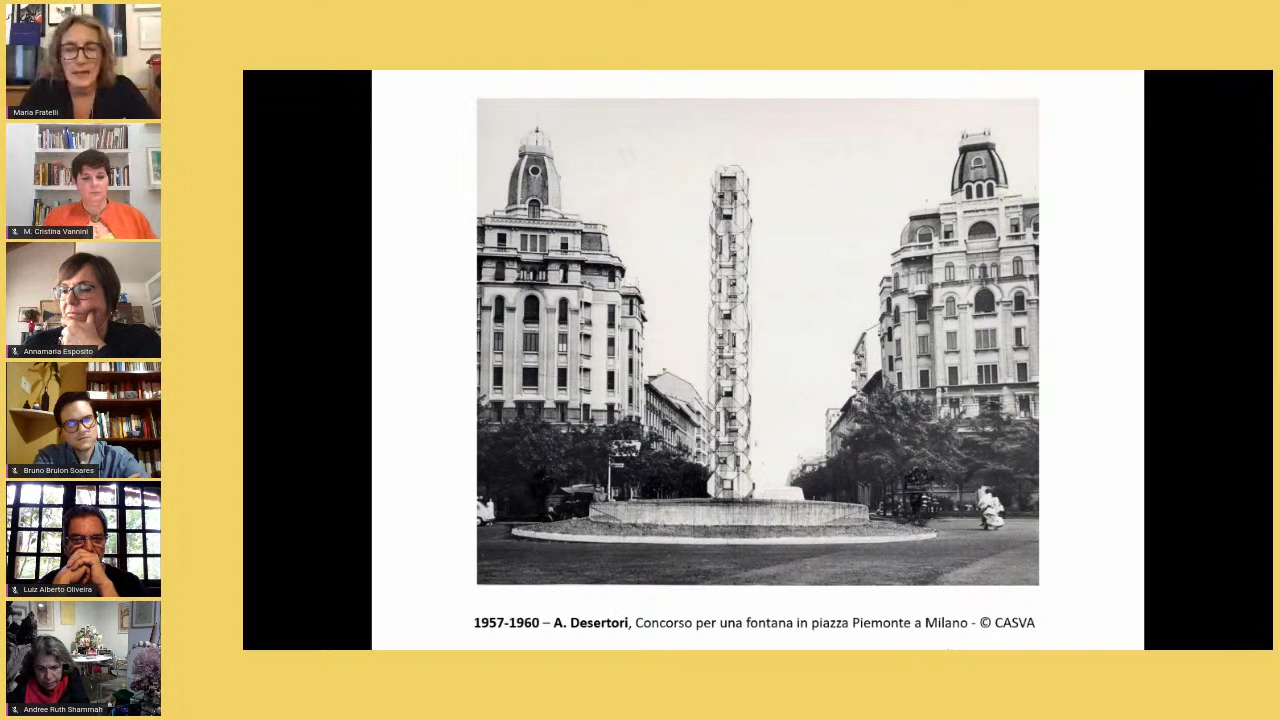 Maria Fratelli
M. Cristina Vannini
Annamaria Esposito
Bruno Brulon Soares
Luiz Alberto Oliveira
Andree Ruth Shammah
1957-1960 – A. Desertori, Concorso per una fontana in piazza Piemonte a Milano - © CASVA